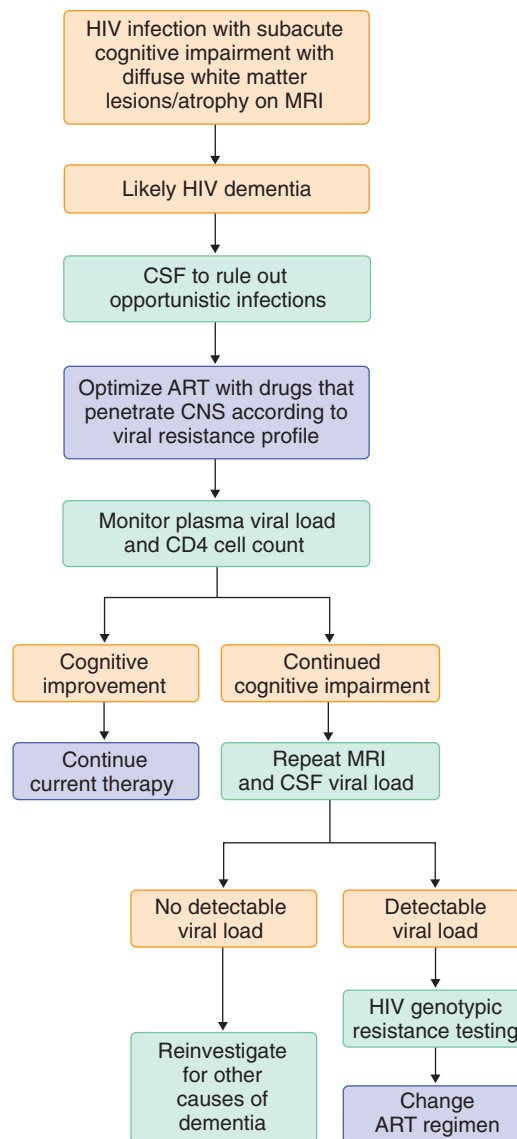 HIV infection with subacute
cognitive impairment with
diffuse white matter
lesions/atrophy on MRI
Likely HIV dementia
CSF to rule out
opportunistic infections
Optimize ART with drugs that
penetrate CNS according to
viral resistance profile
Monitor plasma viral load
and CD4 cell count
Cognitive
improvement
Continued
cognitive impairment
Continue
current therapy
Repeat MRI
and CSF viral load
No detectable
viral load
Detectable
viral load
HIV genotypic
resistance testing
Reinvestigate
for other
causes of
dementia
Change
ART regimen